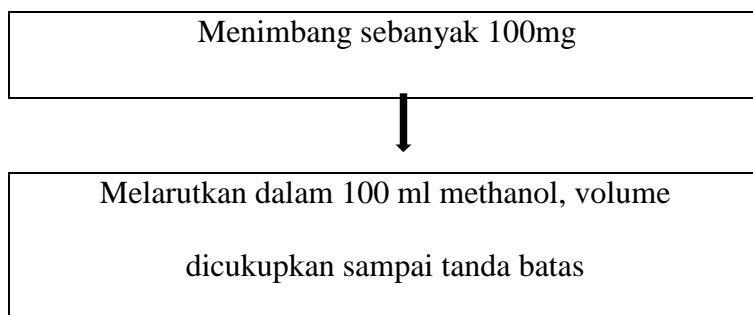 Menimbang sebanyak 100mg
Melarutkan dalam 100 ml methanol, volume
dicukupkan sampai tanda batas